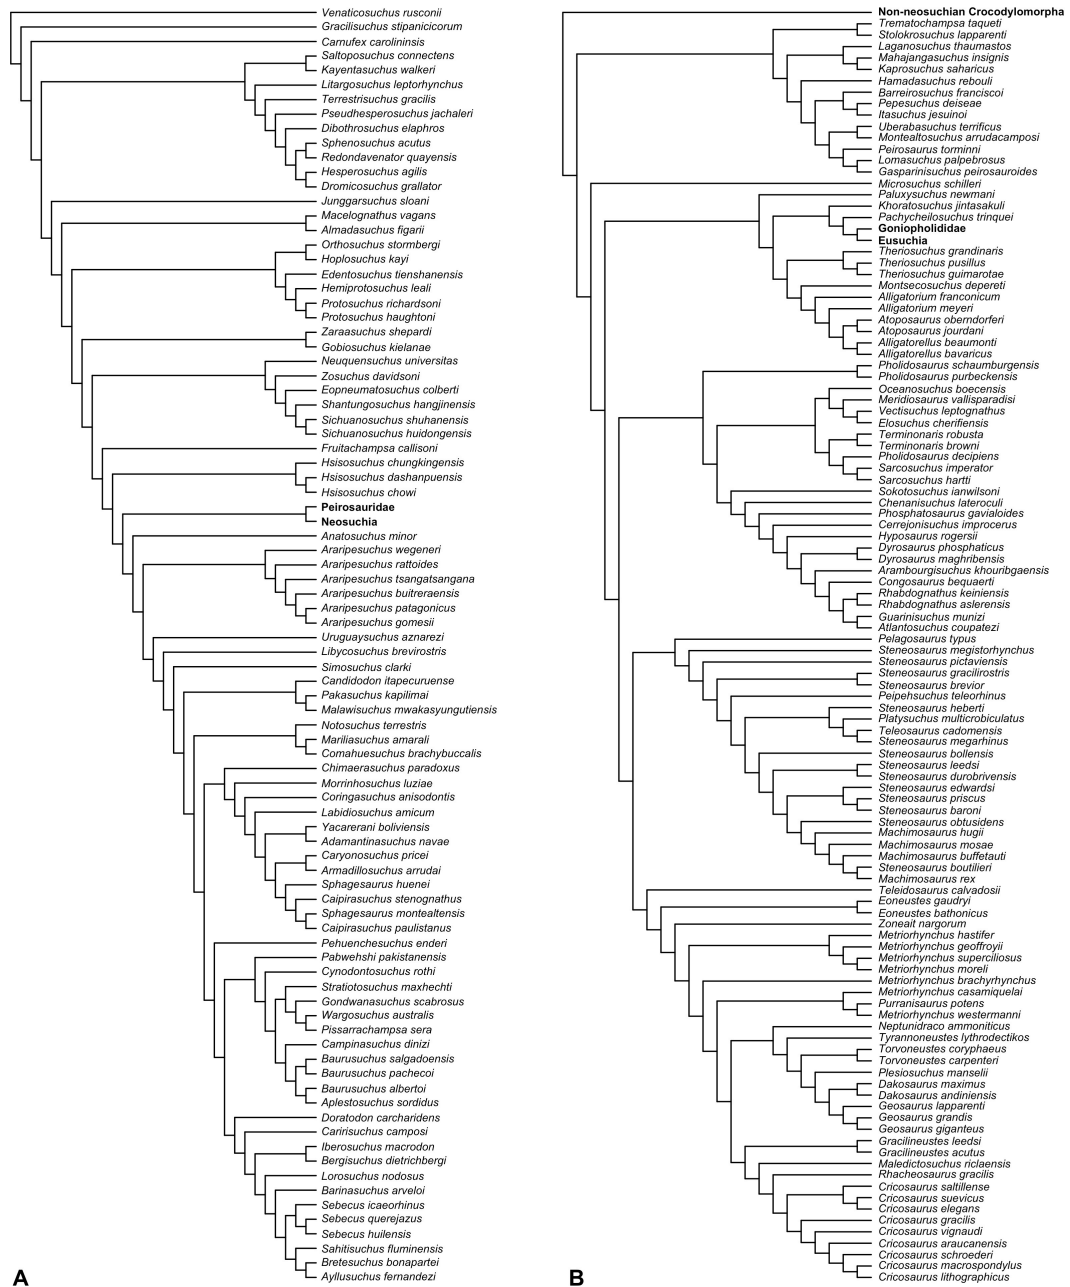 Venaticosuchus rusconii
Gracilisuchus stipanicicorum
Carnufex carolininsis
Saltoposuchus connectens
Kayentasuchus walkeri
Litargosuchus leptorhynchus
Terrestrisuchus gracilis
Pseudhesperosuchus jachaleri
Dibothrosuchus elaphros
Sphenosuchus acutus
Redondavenator quayensis
Hesperosuchus agilis
Dromicosuchus grallator
Junggarsuchus sloani
Macelognathus vagans
Almadasuchus figarii
Orthosuchus stormbergi
Hoplosuchus kayi
Edentosuchus tienshanensis
Hemiprotosuchus leali
Protosuchus richardsoni
Protosuchus haughtoni
Zaraasuchus shepardi
Gobiosuchus kielanae
Neuquensuchus universitas
Zosuchus davidsoni
Eopneumatosuchus colberti
Shantungosuchus hangjinensis
Sichuanosuchus shuhanensis
Sichuanosuchus huidongensis
Fruitachampsa callisoni
Hsisosuchus chungkingensis
Hsisosuchus dashanpuensis
Hsisosuchus chowi
Peirosauridae
Neosuchia
Anatosuchus minor
Araripesuchus wegeneri
Araripesuchus rattoides
Araripesuchus tsangatsangana
Araripesuchus buitreraensis
Araripesuchus patagonicus
Araripesuchus gomesii
Uruguaysuchus aznarezi
Libycosuchus brevirostris
Simosuchus clarki
Candidodon itapecuruense
Pakasuchus kapilimai
Malawisuchus mwakasyungutiensis
Notosuchus terrestris
Mariliasuchus amarali
Comahuesuchus brachybuccalis
Chimaerasuchus paradoxus
Morrinhosuchus luziae
Coringasuchus anisodontis
Labidiosuchus amicum
Yacarerani boliviensis
Adamantinasuchus navae
Caryonosuchus pricei
Armadillosuchus arrudai
Sphagesaurus huenei
Caipirasuchus stenognathus
Sphagesaurus montealtensis
Caipirasuchus paulistanus
Pehuenchesuchus enderi
Pabwehshi pakistanensis
Cynodontosuchus rothi
Stratiotosuchus maxhechti
Gondwanasuchus scabrosus
Wargosuchus australis
Pissarrachampsa sera
Campinasuchus dinizi
Baurusuchus salgadoensis
Baurusuchus pachecoi
Baurusuchus albertoi
Aplestosuchus sordidus
Doratodon carcharidens
Caririsuchus camposi
Iberosuchus macrodon
Bergisuchus dietrichbergi
Lorosuchus nodosus
Barinasuchus arveloi
Sebecus icaeorhinus
Sebecus querejazus
Sebecus huilensis
Sahitisuchus fluminensis
Bretesuchus bonapartei
Ayllusuchus fernandezi
A
Non-neosuchian Crocodylomorpha
Trematochampsa taqueti
Stolokrosuchus lapparenti
Laganosuchus thaumastos
Mahajangasuchus insignis
Kaprosuchus saharicus
Hamadasuchus rebouli
Barreirosuchus franciscoi
Pepesuchus deiseae
Itasuchus jesuinoi
Uberabasuchus terrificus
Montealtosuchus arrudacamposi
Peirosaurus torminni
Lomasuchus palpebrosus
Gasparinisuchus peirosauroides
Microsuchus schilleri
Paluxysuchus newmani
Khoratosuchus jintasakuli
Pachycheilosuchus trinquei
Goniopholididae
Eusuchia
Theriosuchus grandinaris
Theriosuchus pusillus
Theriosuchus guimarotae
Montsecosuchus depereti
Alligatorium franconicum
Alligatorium meyeri
Atoposaurus oberndorferi
Atoposaurus jourdani
Alligatorellus beaumonti
Alligatorellus bavaricus
Pholidosaurus schaumburgensis
Pholidosaurus purbeckensis
Oceanosuchus boecensis
Meridiosaurus vallisparadisi
Vectisuchus leptognathus
Elosuchus cherifiensis
Terminonaris robusta
Terminonaris browni
Pholidosaurus decipiens
Sarcosuchus imperator
Sarcosuchus hartti
Sokotosuchus ianwilsoni
Chenanisuchus lateroculi
Phosphatosaurus gavialoides
Cerrejonisuchus improcerus
Hyposaurus rogersii
Dyrosaurus phosphaticus
Dyrosaurus maghribensis
Arambourgisuchus khouribgaensis
Congosaurus bequaerti
Rhabdognathus keiniensis
Rhabdognathus aslerensis
Guarinisuchus munizi
Atlantosuchus coupatezi
Pelagosaurus typus
Steneosaurus megistorhynchus
Steneosaurus pictaviensis
Steneosaurus gracilirostris
Steneosaurus brevior
Peipehsuchus teleorhinus
Steneosaurus heberti
Platysuchus multicrobiculatus
Teleosaurus cadomensis
Steneosaurus megarhinus
Steneosaurus bollensis
Steneosaurus leedsi
Steneosaurus durobrivensis
Steneosaurus edwardsi
Steneosaurus priscus
Steneosaurus baroni
Steneosaurus obtusidens
Machimosaurus hugii
Machimosaurus mosae
Machimosaurus buffetauti
Steneosaurus boutilieri
Machimosaurus rex
Teleidosaurus calvadosii
Eoneustes gaudryi
Eoneustes bathonicus
Zoneait nargorum
Metriorhynchus hastifer
Metriorhynchus geoffroyii
Metriorhynchus superciliosus
Metriorhynchus moreli
Metriorhynchus brachyrhynchus
Metriorhynchus casamiquelai
Purranisaurus potens
Metriorhynchus westermanni
Neptunidraco ammoniticus
Tyrannoneustes lythrodectikos
Torvoneustes coryphaeus
Torvoneustes carpenteri
Plesiosuchus manselii
Dakosaurus maximus
Dakosaurus andiniensis
Geosaurus lapparenti
Geosaurus grandis
Geosaurus giganteus
Gracilineustes leedsi
Gracilineustes acutus
Maledictosuchus riclaensis
Rhacheosaurus gracilis
Cricosaurus saltillense
Cricosaurus suevicus
Cricosaurus elegans
Cricosaurus gracilis
Cricosaurus vignaudi
Cricosaurus araucanensis
Cricosaurus schroederi
Cricosaurus macrospondylus
Cricosaurus lithographicus
B